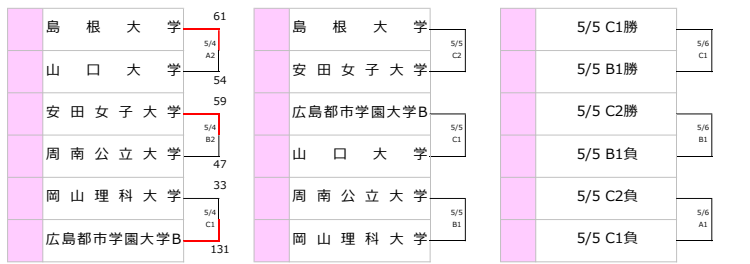 61
島根大学
5/4
A2
山口大学
54
59
安田女子大学
5/4
B2
周南公立大学
47
33
岡山理科大学
5/4
C1
広島都市学園大学B
131
島根大学
5/5
C2
安田女子大学
広島都市学園大学B
5/5
C1
山口大学
周南公立大学
5/5
B1
岡山理科大学
5/5 C1勝
5/6
C1
5/5 B1勝
5/5 C2勝
5/6
B1
5/5 B1負
5/5 C2負
5/6
A1
5/5 C1負